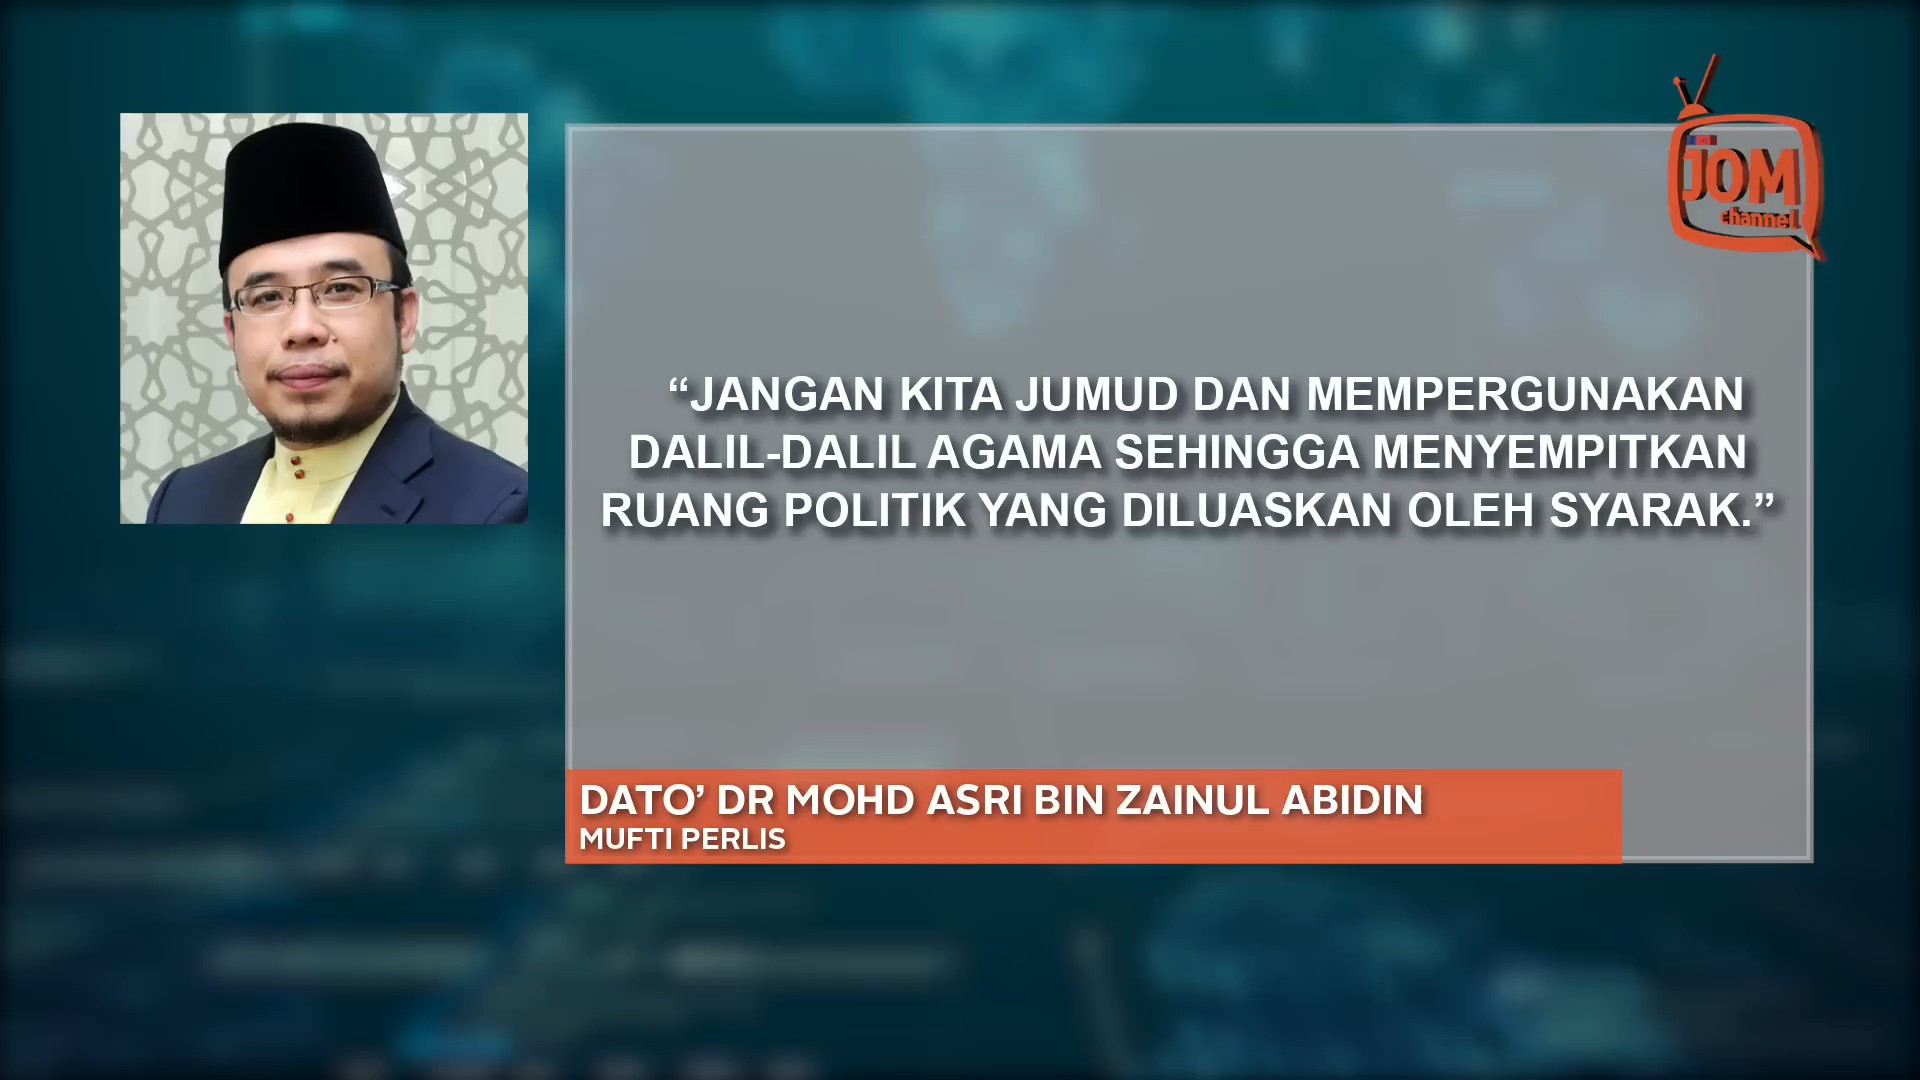 JOM
channel
“JANGAN KITA JUMUD DAN MEMPERGUNAKAN
DALIL-DALIL AGAMA SEHINGGA MENYEMPITKAN
RUANG POLITIK YANG DILUASKAN OLEH SYARAK.”
DATO’ DR MOHD ASRI BIN ZAINUL ABIDIN
MUFTI PERLIS